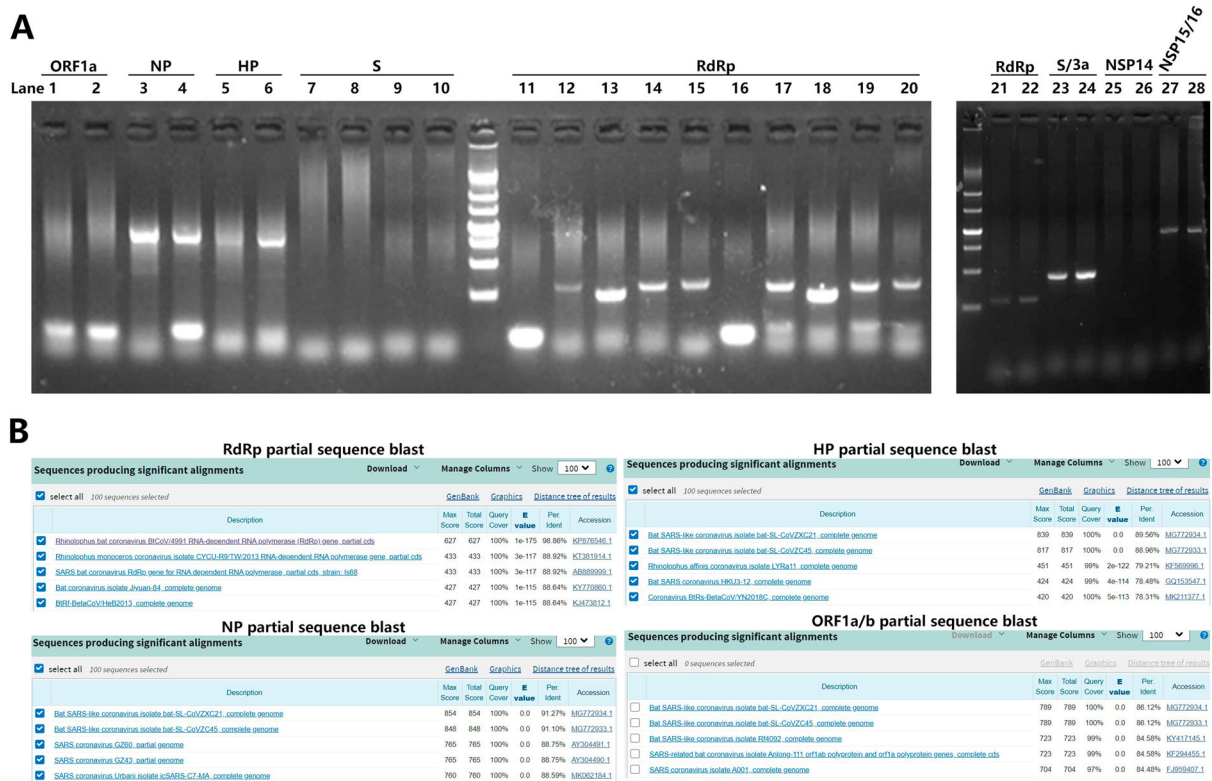 A
ORF1a NP HP S RdRp RdRp S/3a NSP14 NSP15/16
Lane 1 2 3 4 5 6 7 8 9 10 11 12 13 14 15 16 17 18 19 20 21 22 23 24 25 26 27 28
B
RdRp partial sequence blast
Sequences producing significant alignments Download Manage Columns Show 100
select all 100 sequences selected GenBank Graphics Distance tree of results
Description Max Score Total Score Query Cover E value Per. Ident Accession
Rhinolophus bat coronavirus BtCoV/4991 RNA-dependent RNA polymerase (RdRp) gene, partial cds 627 627 100% 1e-175 98.86% KP876546.1
Rhinolophus monoceros coronavirus isolate CYCU-R9/TW/2013 RNA-dependent RNA polymerase gene, partial cds 433 433 100% 3e-117 88.92% KT381914.1
SARS bat coronavirus RdRp gene for RNA dependent RNA polymerase, partial cds, strain: Is68 433 433 100% 3e-117 88.92% AB889999.1
Bat coronavirus isolate Jiyuan-84, complete genome 427 427 100% 1e-115 88.64% KY770860.1
BtRf-BetaCoV/HeB2013, complete genome 427 427 100% 1e-115 88.64% KJ473812.1
HP partial sequence blast
Sequences producing significant alignments Download Manage Columns Show 100
select all 100 sequences selected GenBank Graphics Distance tree of results
Description Max Score Total Score Query Cover E value Per. Ident Accession
Bat SARS-like coronavirus isolate bat-SL-CoVZXC21, complete genome 839 839 100% 0.0 89.56% MG772934.1
Bat SARS-like coronavirus isolate bat-SL-CoVZC45, complete genome 817 817 100% 0.0 88.96% MG772933.1
Rhinolophus affinis coronavirus isolate LYRa11, complete genome 451 451 99% 2e-122 79.21% KF569996.1
Bat SARS coronavirus HKU3-12, complete genome 424 424 99% 4e-114 78.48% GQ153547.1
Coronavirus BtRs-BetaCoV/YN2018C, complete genome 420 420 100% 5e-113 78.31% MK211377.1
NP partial sequence blast
Sequences producing significant alignments Download Manage Columns Show 100
select all 100 sequences selected GenBank Graphics Distance tree of results
Description Max Score Total Score Query Cover E value Per. Ident Accession
Bat SARS-like coronavirus isolate bat-SL-CoVZXC21, complete genome 854 854 100% 0.0 91.27% MG772934.1
Bat SARS-like coronavirus isolate bat-SL-CoVZC45, complete genome 848 848 100% 0.0 91.10% MG772933.1
SARS coronavirus GZ60, partial genome 765 765 100% 0.0 88.75% AY304491.1
SARS coronavirus GZ43, partial genome 765 765 100% 0.0 88.75% AY304490.1
SARS coronavirus Urbani isolate icSARS-C7-MA, complete genome 760 760 100% 0.0 88.59% MK062184.1
ORF1a/b partial sequence blast
Sequences producing significant alignments Download Manage Columns Show 100
select all 0 sequences selected GenBank Graphics Distance tree of results
Description Max Score Total Score Query Cover E value Per. Ident Accession
Bat SARS-like coronavirus isolate bat-SL-CoVZXC21, complete genome 789 789 100% 0.0 86.12% MG772934.1
Bat SARS-like coronavirus isolate bat-SL-CoVZC45, complete genome 789 789 100% 0.0 86.12% MG772933.1
Bat SARS-like coronavirus isolate Rf4092, complete genome 723 723 99% 0.0 84.58% KY417145.1
SARS-related bat coronavirus isolate Anlong-111 orf1ab polyprotein and orf1a polyprotein genes, complete cds 723 723 99% 0.0 84.58% KF294455.1
SARS coronavirus isolate A001, complete genome 704 704 97% 0.0 84.48% FJ959407.1